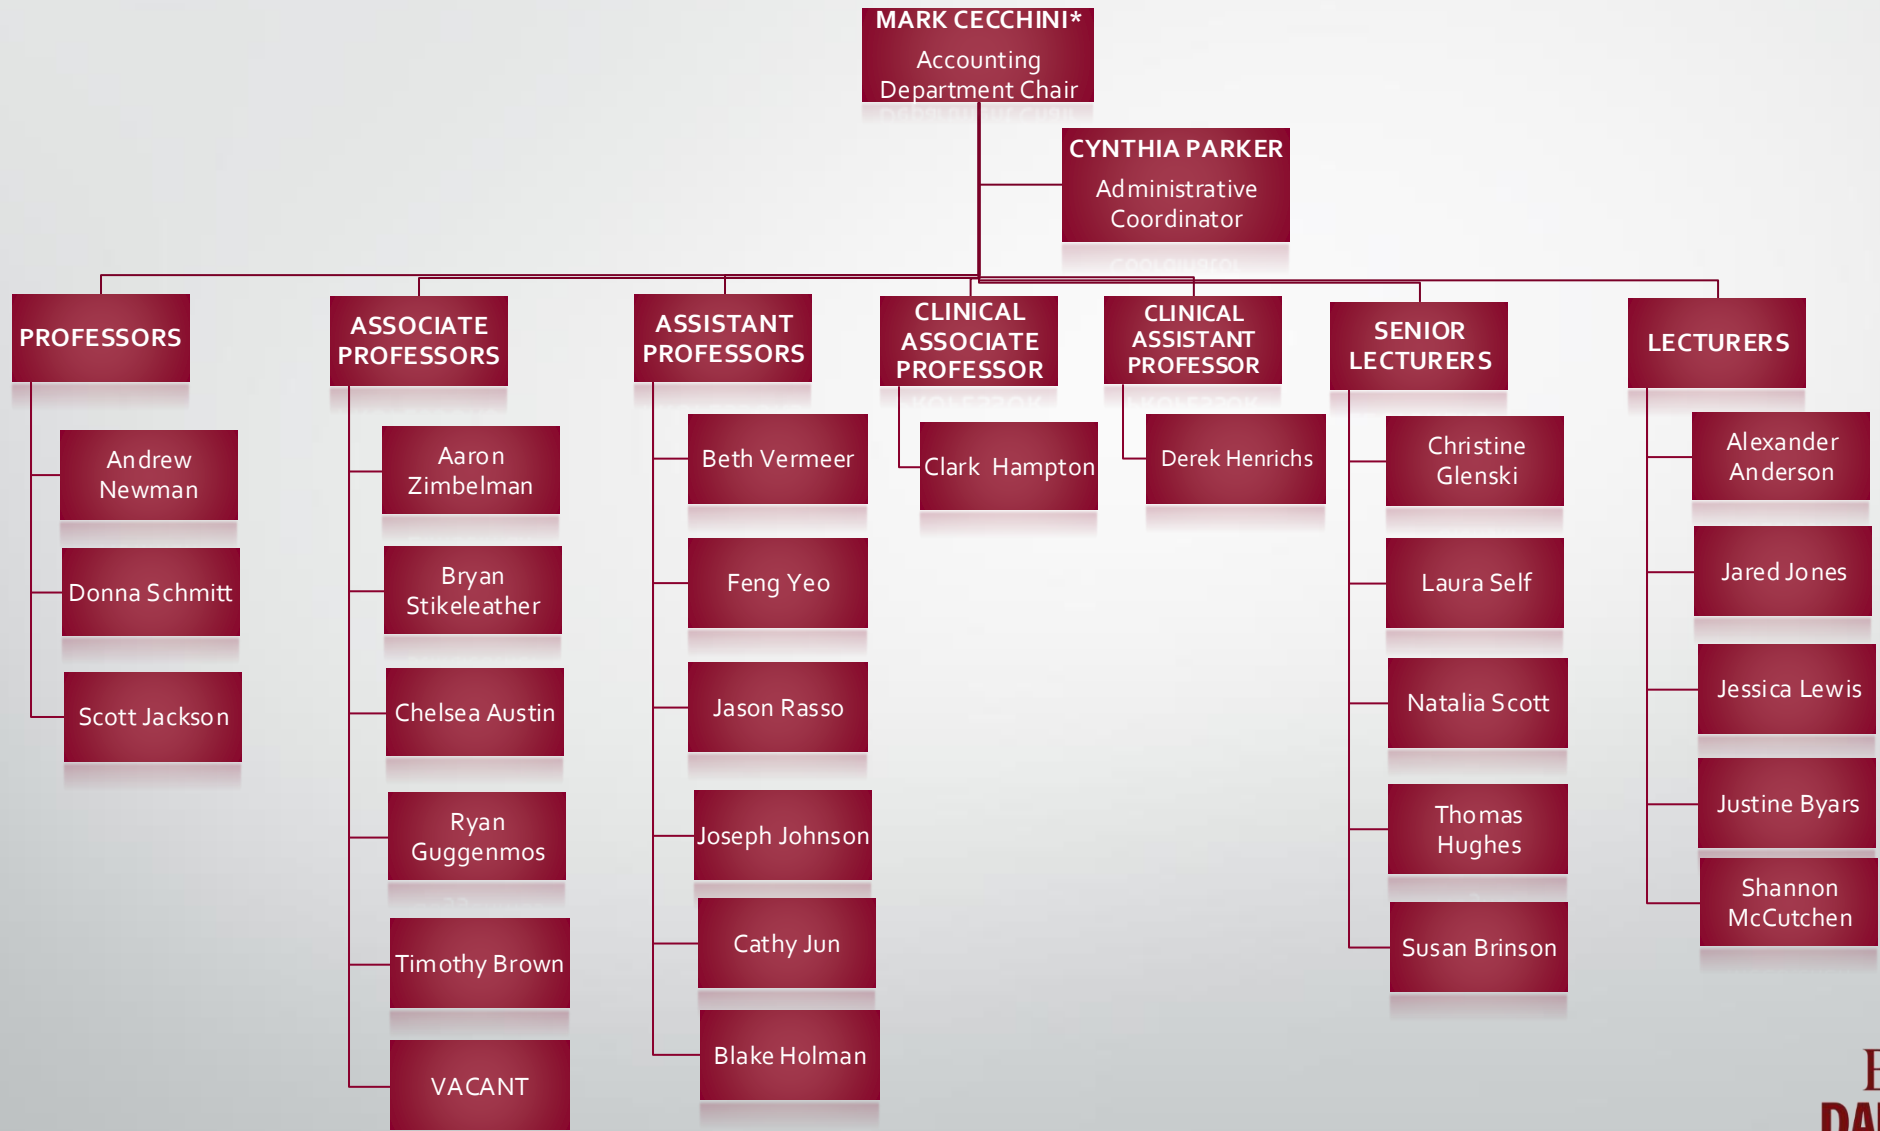 MARK CECCHINI*
Accounting
Department Chair
CYNTHIA PARKER
Administrative
Coordinator
PROFESSORS
Andrew
Newman
Donna Schmitt
Scott Jackson
ASSOCIATE
PROFESSORS
Aaron
Zimbelman
Bryan
Stikeleather
Chelsea Austin
Ryan
Guggenmos
Timothy Brown
VACANT
ASSISTANT
PROFESSORS
Beth Vermeer
Feng Yeo
Jason Rasso
Joseph Johnson
Cathy Jun
Blake Holman
CLINICAL
ASSOCIATE
PROFESSOR
Clark Hampton
CLINICAL
ASSISTANT
PROFESSOR
Derek Henrichs
SENIOR
LECTURERS
Christine
Glenski
Laura Self
Natalia Scott
Thomas
Hughes
Susan Brinson
LECTURERS
Alexander
Anderson
Jared Jones
Jessica Lewis
Justine Byars
Shannon
McCutchen